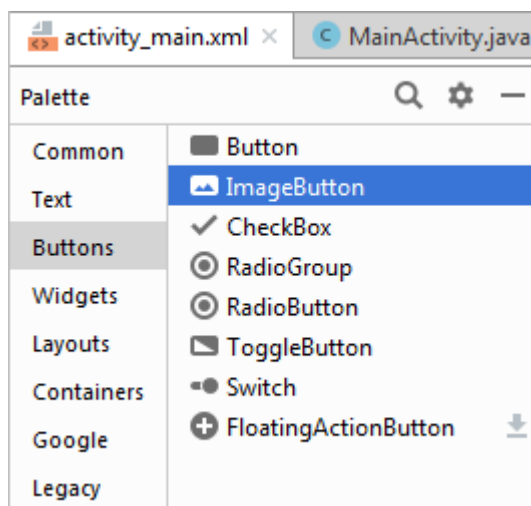 activity_main.xml
MainActivity.java
Palette
Common
Text
Buttons
Widgets
Layouts
Containers
Google
Legacy
Button
ImageButton
CheckBox
RadioGroup
RadioButton
ToggleButton
Switch
FloatingActionButton